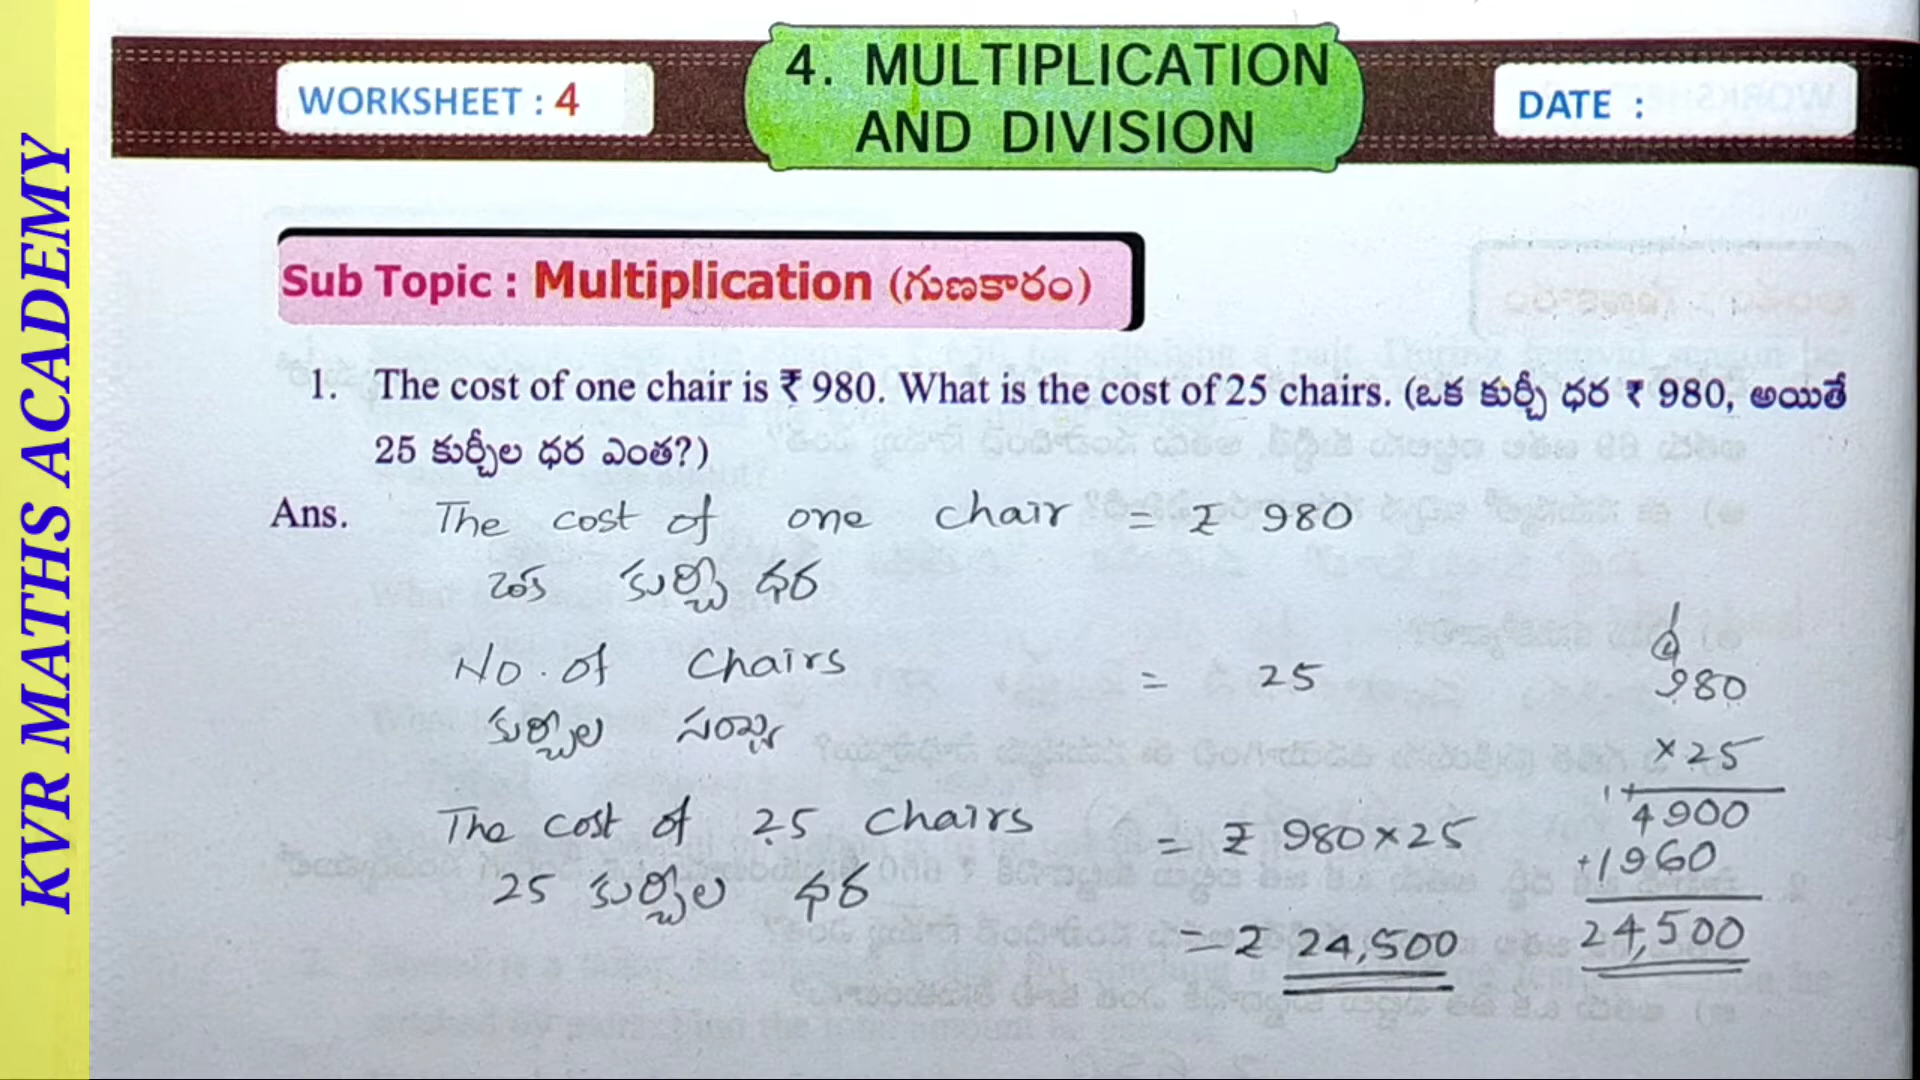 KVR MATHS ACADEMY
WORKSHEET : 4
4. MULTIPLICATION
AND DIVISION
DATE :
Sub Topic : Multiplication (గుణకారం)
1. The cost of one chair is ₹ 980. What is the cost of 25 chairs. (ఒక కుర్చీ ధర ₹ 980, అయితే
25 కుర్చీల ధర ఎంత?)
Ans. The cost of one chair = ₹ 980
ఒక కుర్చీ ధర
No. of chairs = 25
కుర్చీల సంఖ్య
The cost of 25 chairs = ₹ 980×25
25 కుర్చీల ధర
= ₹ 24,500
980
×25
4900
+1960
24,500